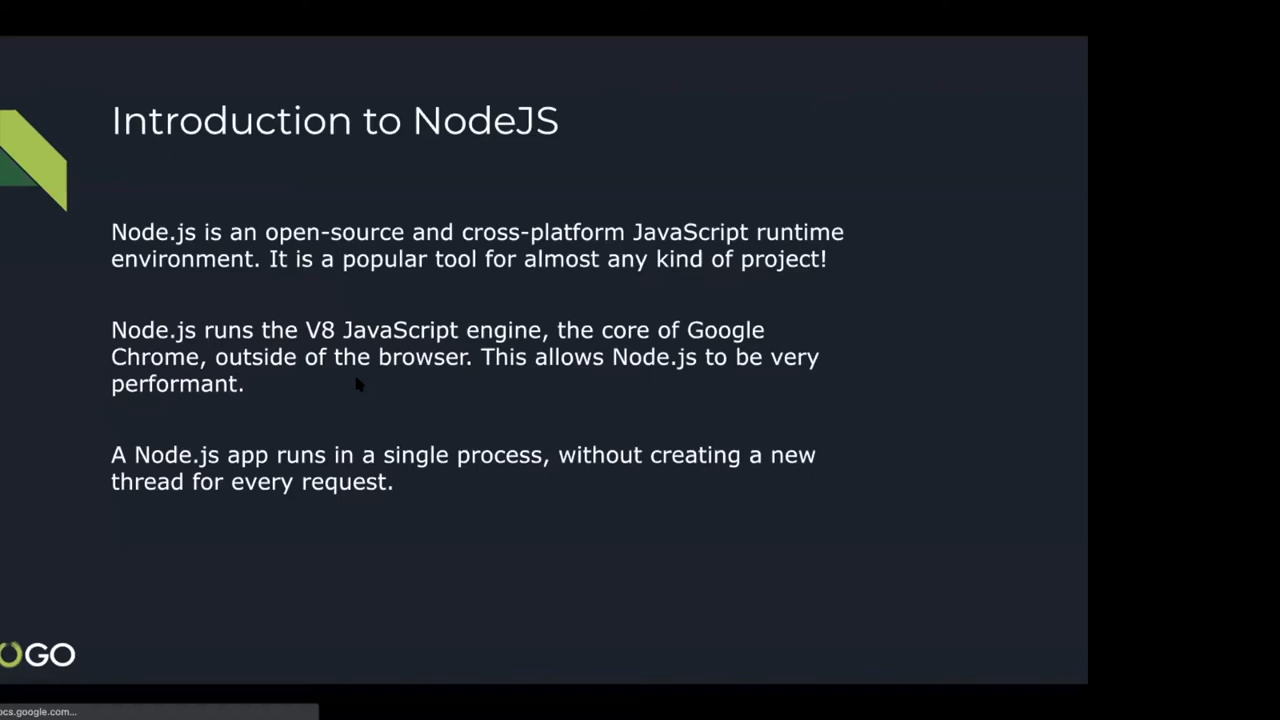 Introduction to NodeJS
Node.js is an open-source and cross-platform JavaScript runtime
environment. It is a popular tool for almost any kind of project!
Node.js runs the V8 JavaScript engine, the core of Google
Chrome, outside of the browser. This allows Node.js to be very
performant.
A Node.js app runs in a single process, without creating a new
thread for every request.
GO
ocs.google.com...